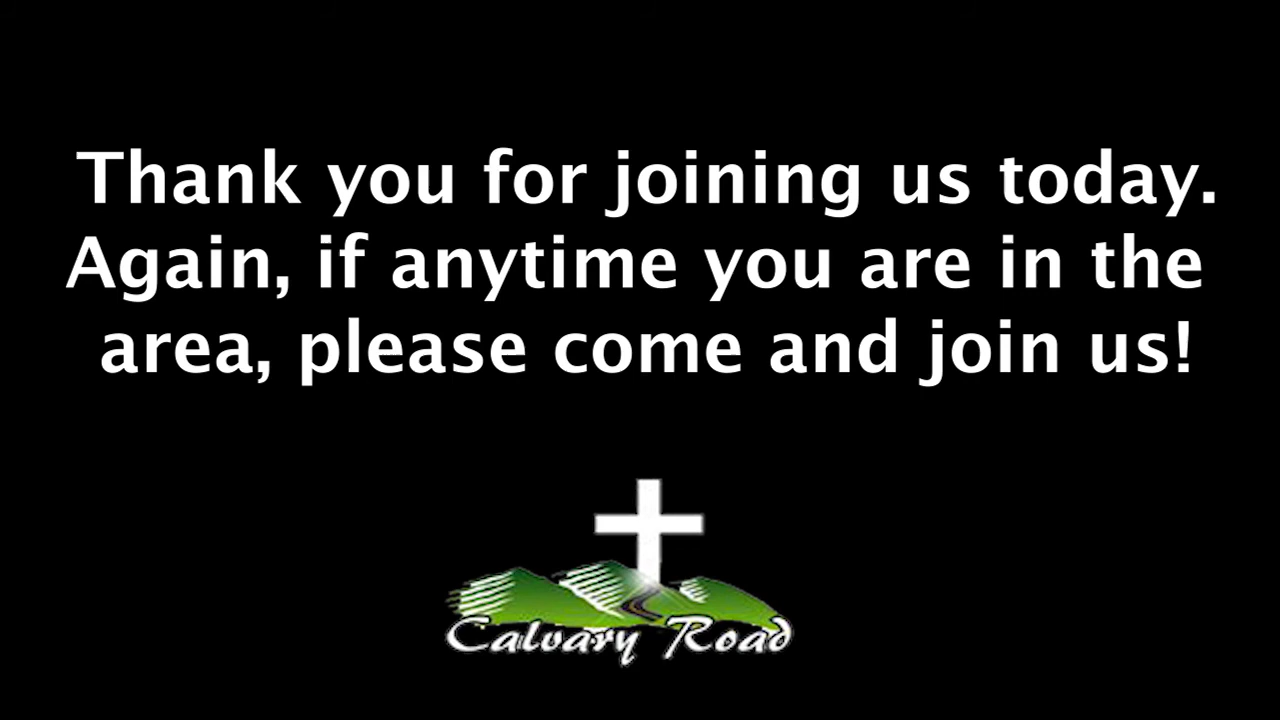 Thank you for joining us today.
Again, if anytime you are in the
area, please come and join us!
Calvary Road